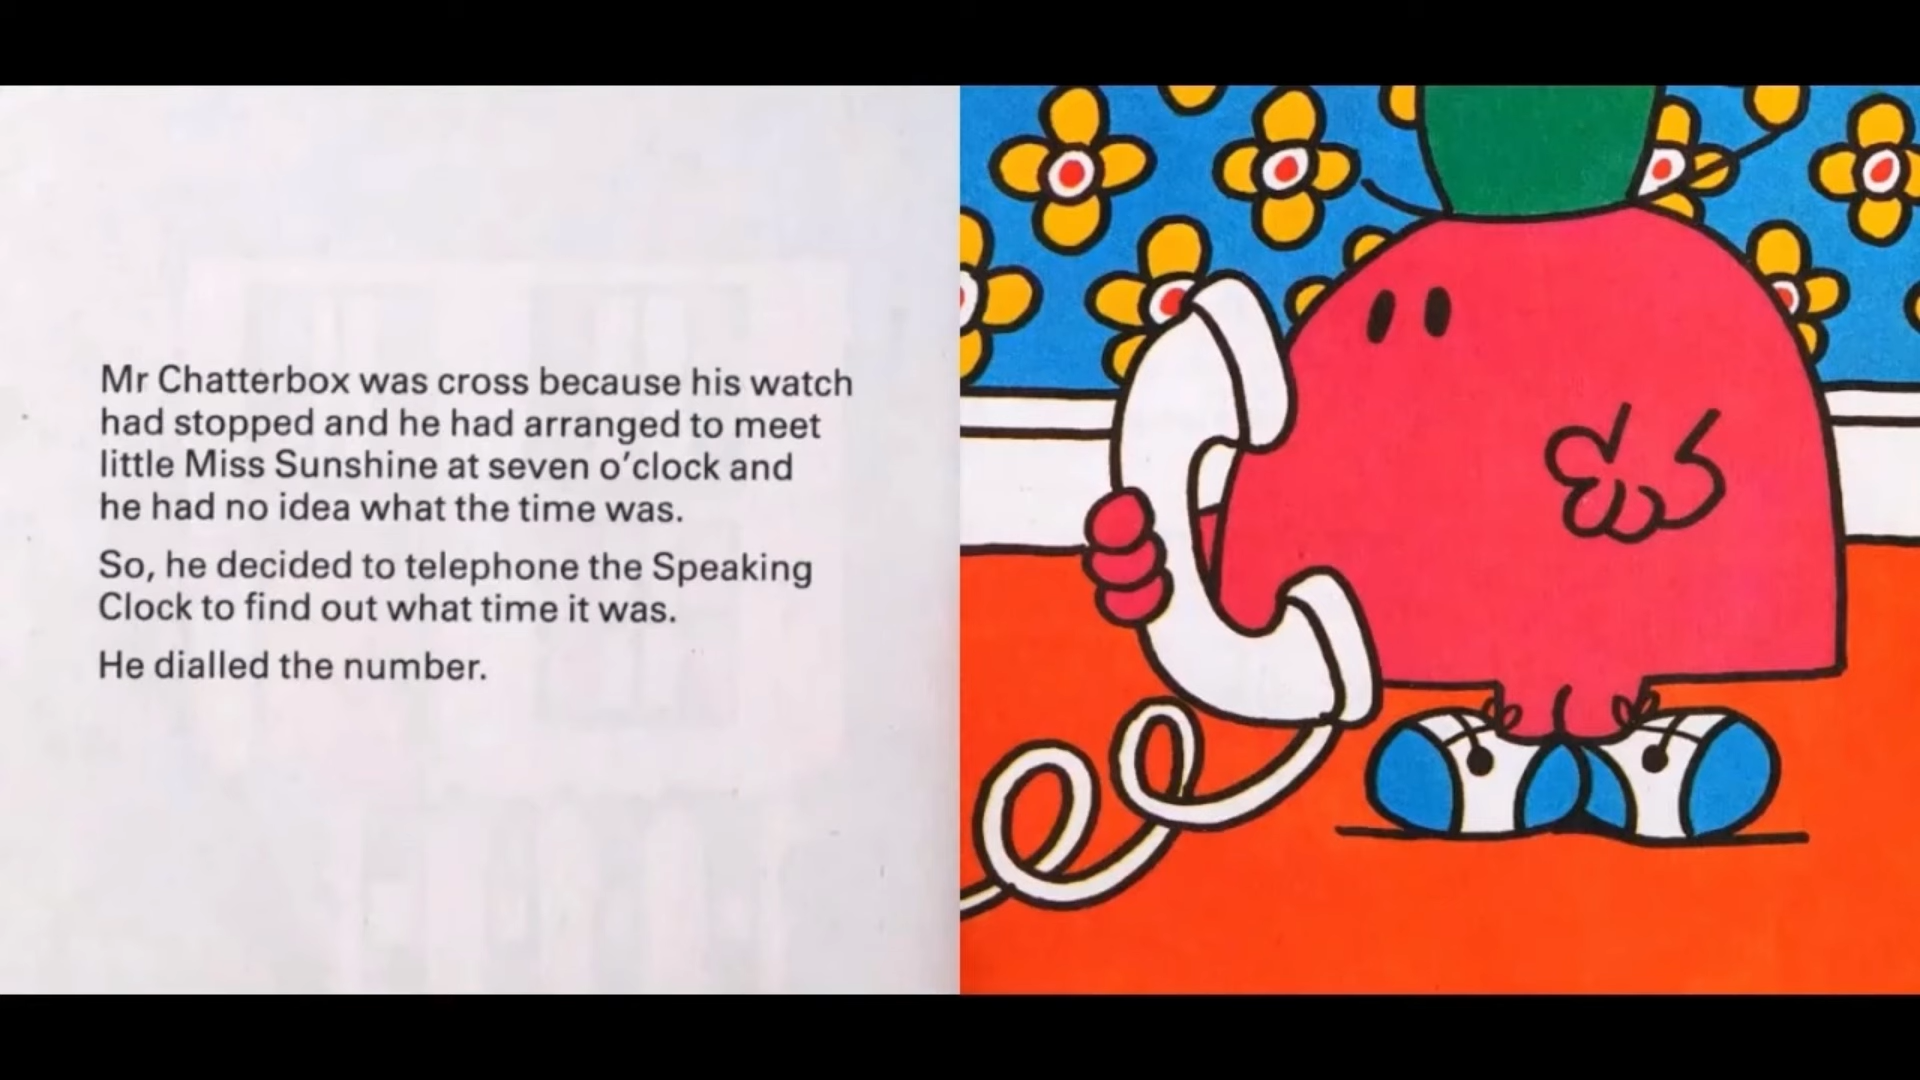 Mr Chatterbox was cross because his watch
had stopped and he had arranged to meet
little Miss Sunshine at seven o'clock and
he had no idea what the time was.
So, he decided to telephone the Speaking
Clock to find out what time it was.
He dialled the number.